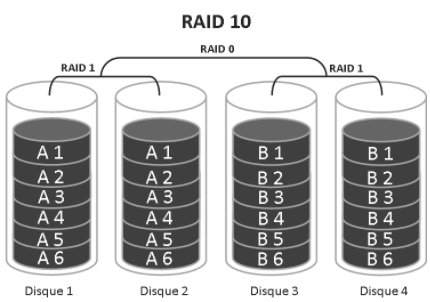 RAID 10
RAID 0
RAID 1 RAID 1
A 1 A 1 B 1 B 1
A 2 A 2 B 2 B 2
A 3 A 3 B 3 B 3
A 4 A 4 B 4 B 4
A 5 A 5 B 5 B 5
A 6 A 6 B 6 B 6
Disque 1 Disque 2 Disque 3 Disque 4